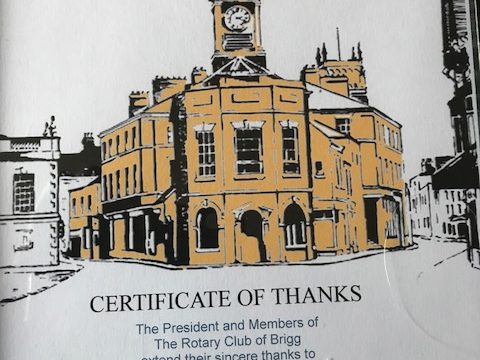 CERTIFICATE OF THANKS
The President and Members of
The Rotary Club of Brigg
extend their sincere thanks to